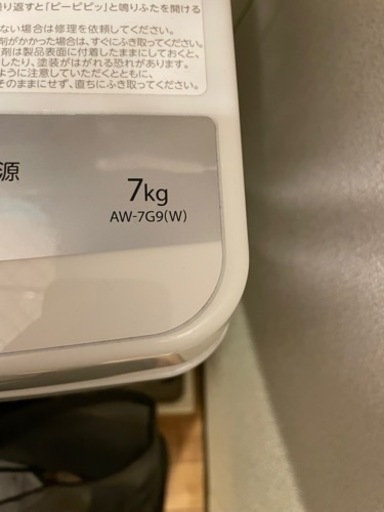 り返すと「ピーピピッ」と鳴りふたを開ける
ない場合は修理を依頼してください。
剤がかかった場合は、すぐにふき取ってください。
剤は製品表面に付着したままにしておくと、
したり、塗装がはがれる恐れがあります。
ように注意していただくとともに、
そのままにせず、直ちにふき取ってください。
源
7kg
AW-7G9(W)